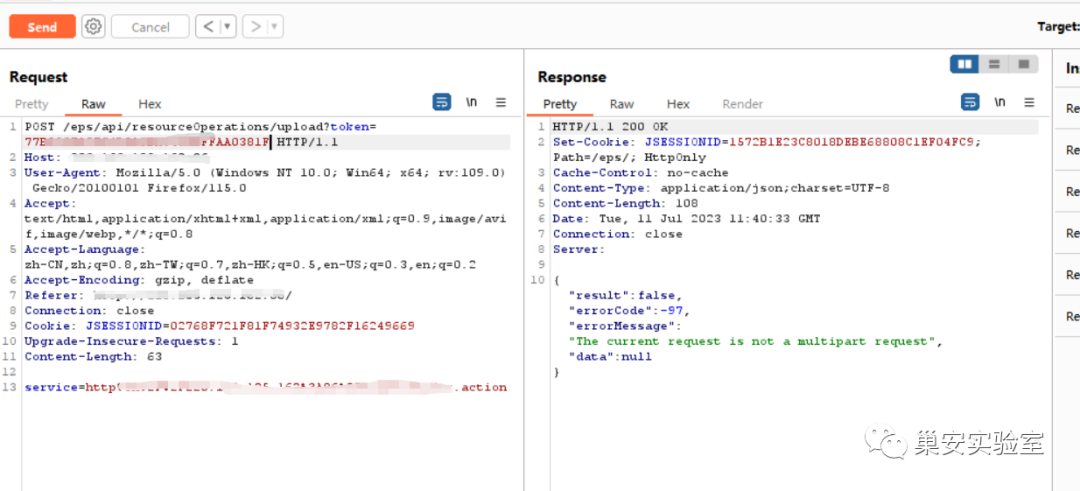 Send
Cancel
Target:
Request
Response
In
Pretty Raw Hex
\n
Pretty Raw Hex Render
\n
Re
Re
Re
Re
Re
Re
1 POST /eps/api/resourceOperations/upload?token=
FFAA0381F HTTP/1.1
2 Host:
3 User-Agent: Mozilla/5.0 (Windows NT 10.0; Win64; x64; rv:109.0)
Gecko/20100101 Firefox/115.0
4 Accept:
text/html,application/xhtml+xml,application/xml;q=0.9,image/avi
f,image/webp,*/*;q=0.8
5 Accept-Language:
zh-CN,zh;q=0.8,zh-TW;q=0.7,zh-HK;q=0.5,en-US;q=0.3,en;q=0.2
6 Accept-Encoding: gzip, deflate
7 Referer:
8 Connection: close
9 Cookie: JSESSIONID=02768F721F81F74932E9782F16249669
10 Upgrade-Insecure-Requests: 1
11 Content-Length: 63
12
13 service=http .action
1 HTTP/1.1 200 OK
2 Set-Cookie: JSESSIONID=1572B1E23C8018DEBE68808C1EF04FC9;
Path=/eps/; HttpOnly
3 Cache-Control: no-cache
4 Content-Type: application/json;charset=UTF-8
5 Content-Length: 108
6 Date: Tue, 11 Jul 2023 11:40:33 GMT
7 Connection: close
8 Server:
9
10 {
"result":false,
"errorCode":-97,
"errorMessage":
"The current request is not a multipart request",
"data":null
}
巢安实验室